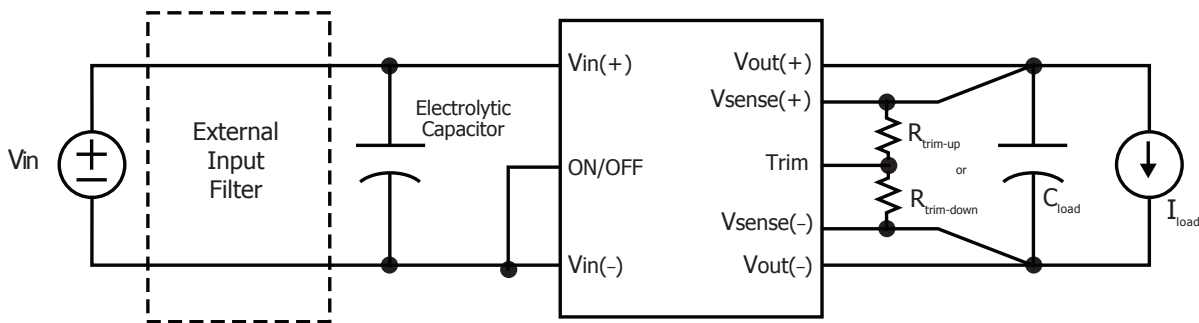 Vin
External
Input
Filter
Electrolytic
Capacitor
Vin(+)
ON/OFF
Vin(−)
Vout(+)
Vsense(+)
Trim
Vsense(−)
Vout(−)
Rtrim-up
or
Rtrim-down
Cload
Iload